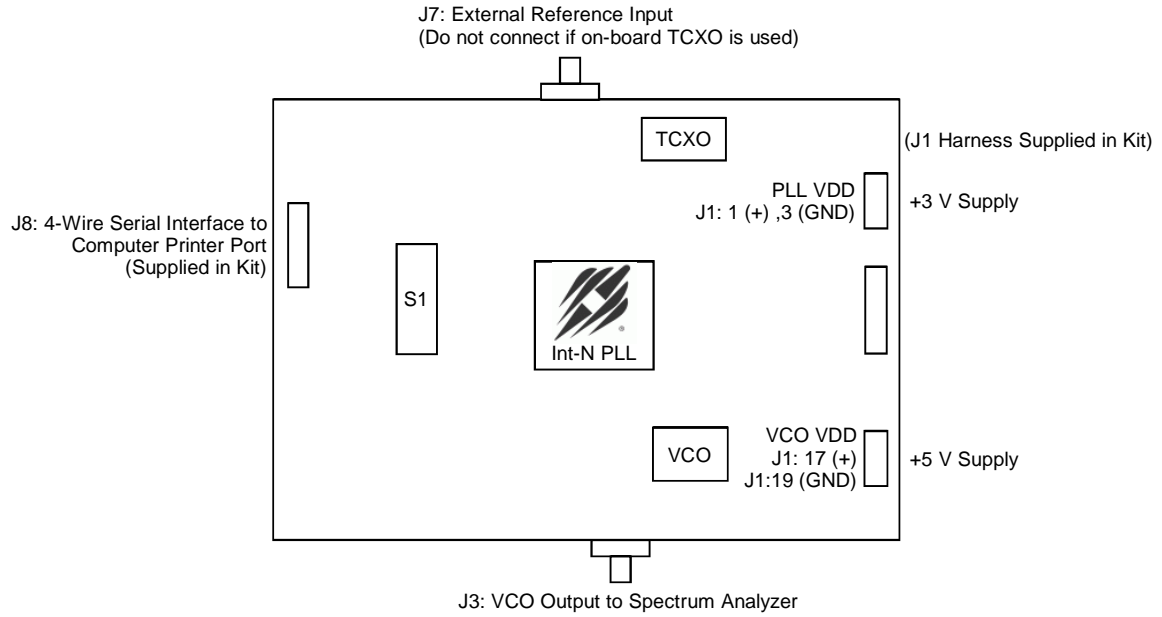 J7: External Reference Input
(Do not connect if on-board TCXO is used)
TCXO
(J1 Harness Supplied in Kit)
PLL VDD
J1: 1 (+) ,3 (GND)
+3 V Supply
J8: 4-Wire Serial Interface to
Computer Printer Port
(Supplied in Kit)
S1
®
Int-N PLL
VCO
VCO VDD
J1: 17 (+)
J1:19 (GND)
+5 V Supply
J3: VCO Output to Spectrum Analyzer